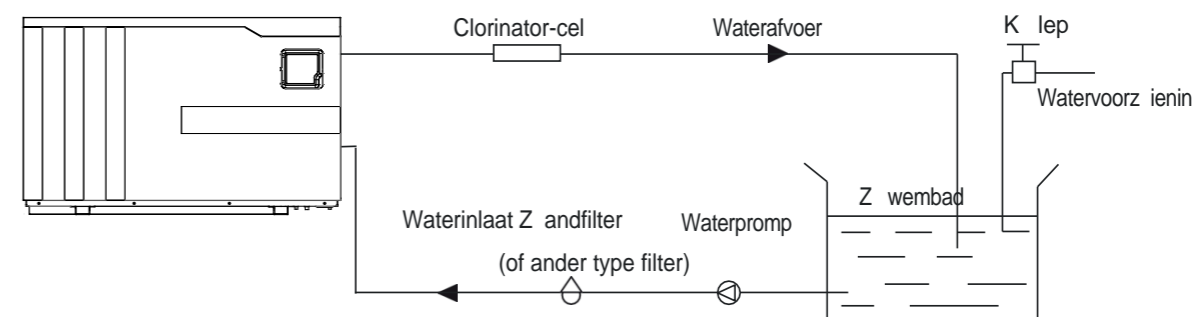 Clorinator-cel
Waterafvoer
K lep
Watervoorz ienin
Z wembad
Waterinlaat Z andfilter
Waterpromp
(of ander type filter)